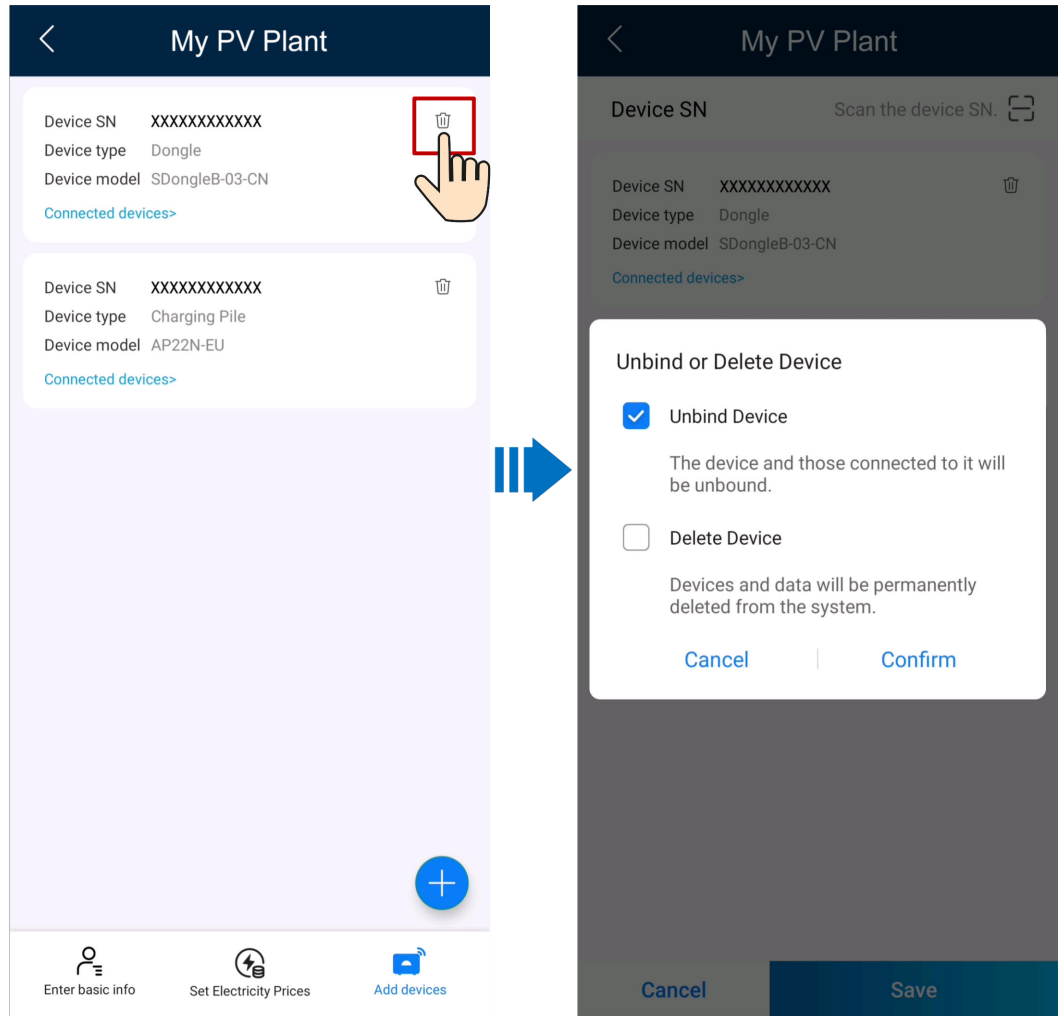 My PV Plant
Device SN XXXXXXXXXXXX
Device type Dongle
Device model SDongleB-03-CN
Connected devices>
Device SN XXXXXXXXXXXX
Device type Charging Pile
Device model AP22N-EU
Connected devices>
Enter basic info
Set Electricity Prices
Add devices
My PV Plant
Device SN Scan the device SN.
Device SN XXXXXXXXXXXX
Device type Dongle
Device model SDongleB-03-CN
Connected devices>
Unbind or Delete Device
Unbind Device
The device and those connected to it will
be unbound.
Delete Device
Devices and data will be permanently
deleted from the system.
Cancel Confirm
Cancel Save